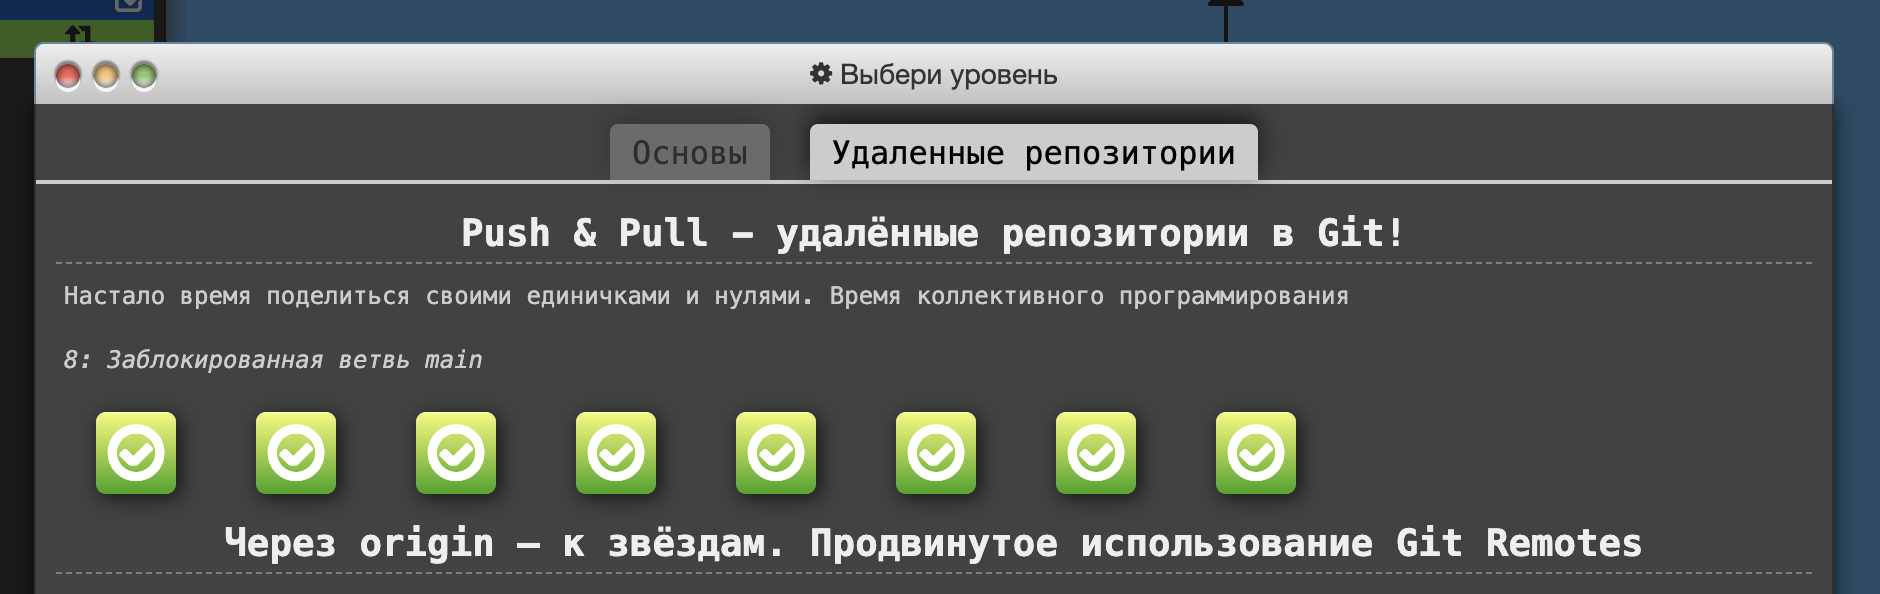 Выбери уровень
Основы
Удаленные репозитории
Push & Pull — удалённые репозитории в Git!
Настало время поделиться своими единичками и нулями. Время коллективного программирования
8: Заблокированная ветвь main
Через origin — к звёздам. Продвинутое использование Git Remotes